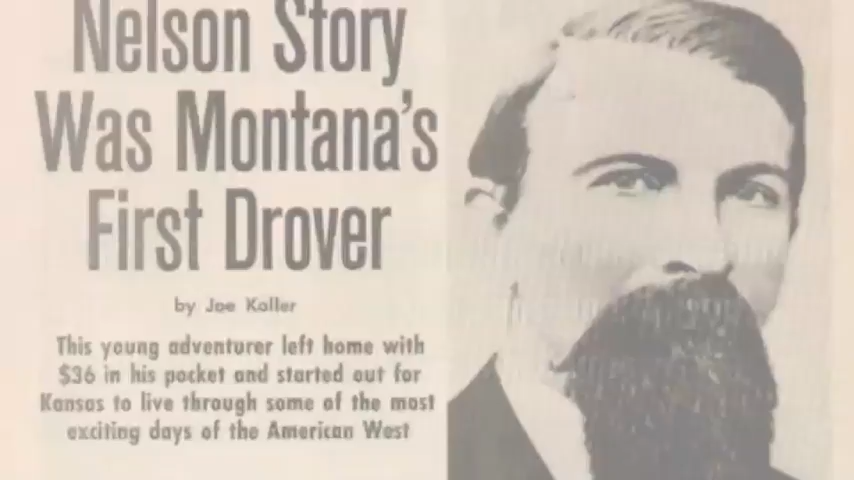 Nelson Story
Was Montana's
First Drover
by Joe Koller
This young adventurer left home with
$36 in his pocket and started out for
Kansas to live through some of the most
exciting days of the American West